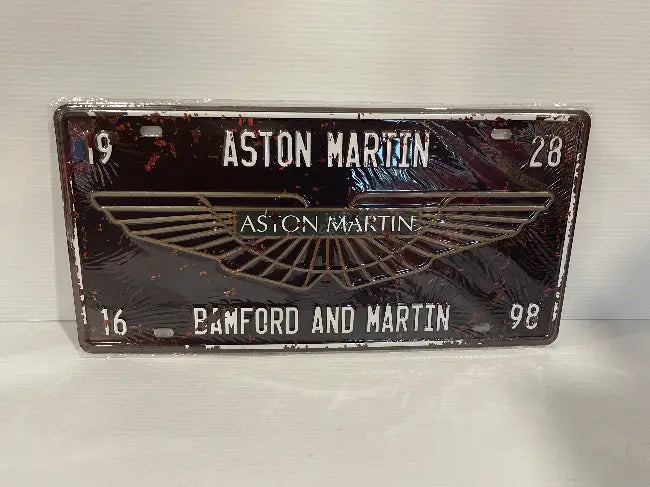 19 ASTON MARTIN 28
ASTON MARTIN
16 BAMFORD AND MARTIN 98